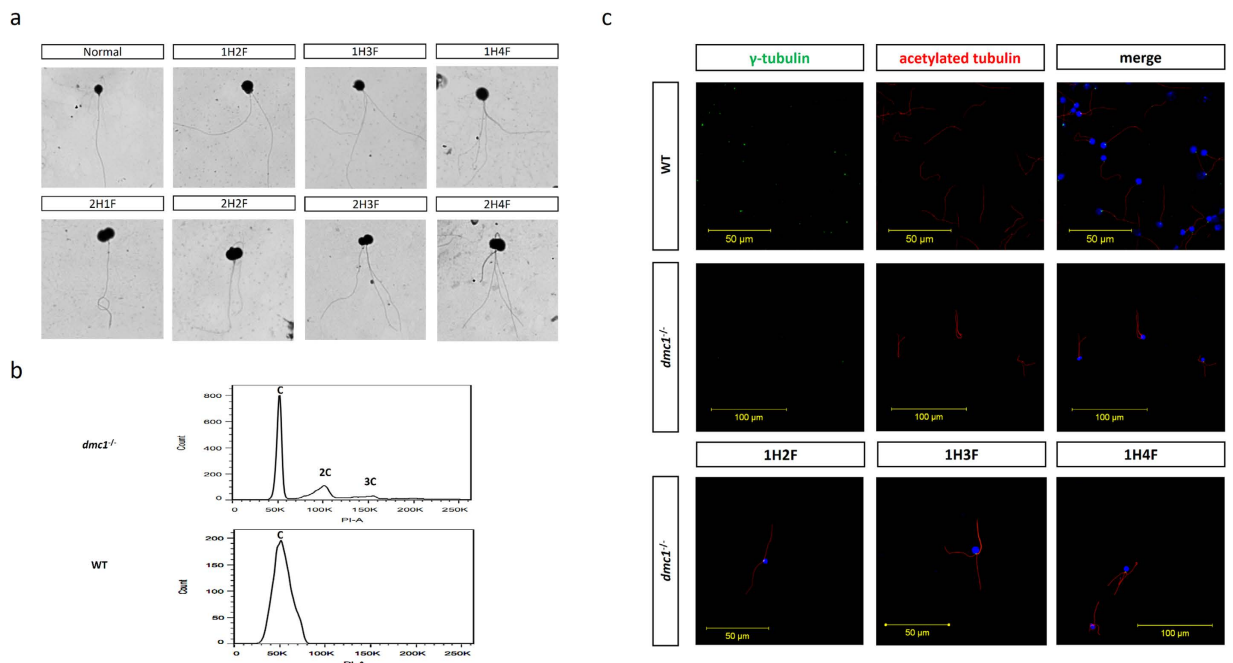 a
Normal 1H2F 1H3F 1H4F
2H1F 2H2F 2H3F 2H4F
b
dmc1-/-
C
2C
3C
Count
800
600
400
200
0
0 50K 100K 150K 200K 250K
PI-A
WT
C
Count
200
150
100
50
0
0 50K 100K 150K 200K 250K
PI-A
c
γ-tubulin acetylated tubulin merge
WT
50 μm 50 μm 50 μm
dmc1-/-
100 μm 100 μm 100 μm
1H2F 1H3F 1H4F
dmc1-/-
50 μm 50 μm 100 μm